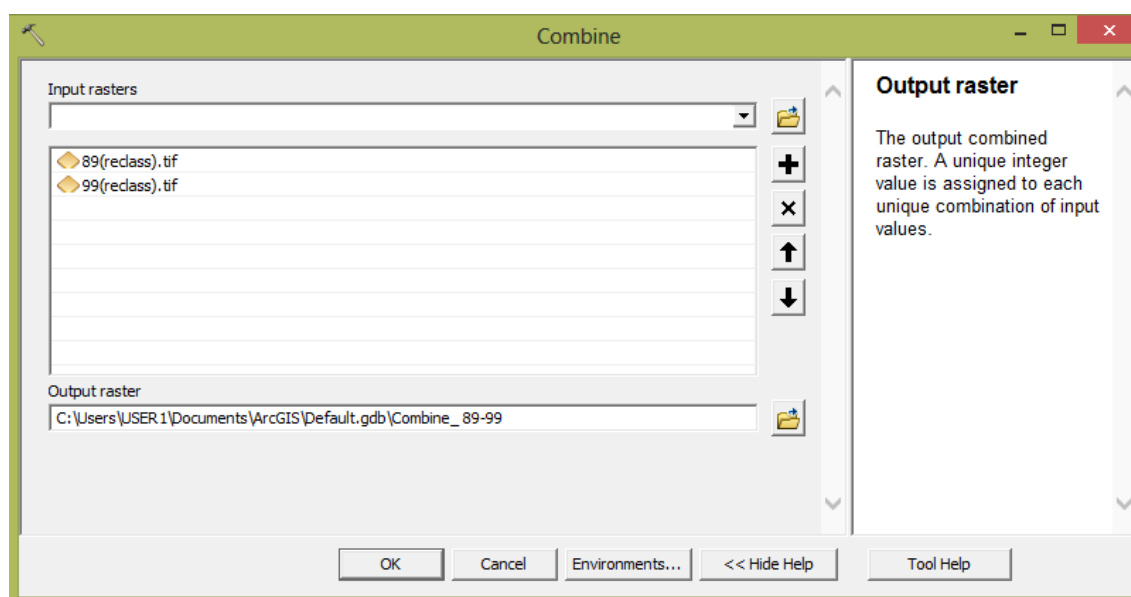 Combine
Input rasters
89(reclass).tif
99(reclass).tif
Output raster
C:\Users\USER1\Documents\ArcGIS\Default.gdb\Combine_ 89-99
OK
Cancel
Environments...
<< Hide Help
Tool Help
Output raster
The output combined
raster. A unique integer
value is assigned to each
unique combination of input
values.